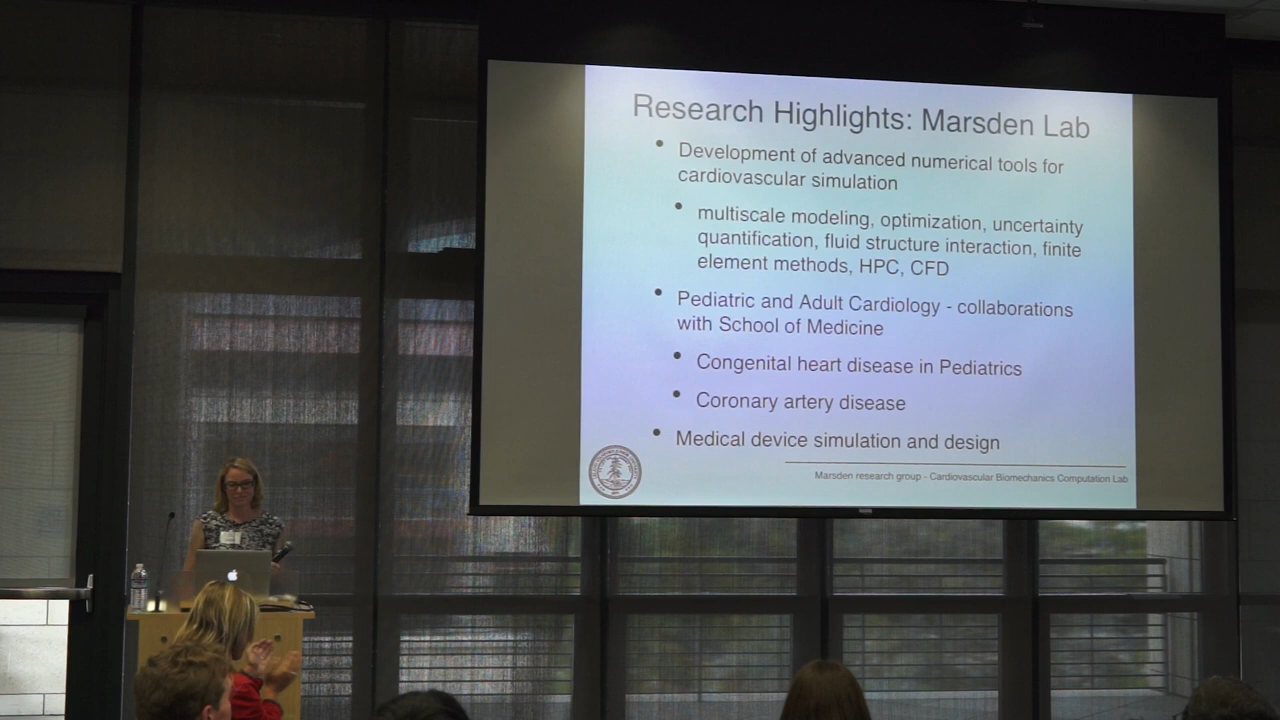 Research Highlights: Marsden Lab
• Development of advanced numerical tools for
cardiovascular simulation
• multiscale modeling, optimization, uncertainty
quantification, fluid structure interaction, finite
element methods, HPC, CFD
• Pediatric and Adult Cardiology - collaborations
with School of Medicine
• Congenital heart disease in Pediatrics
• Coronary artery disease
• Medical device simulation and design
Marsden research group - Cardiovascular Biomechanics Computation Lab